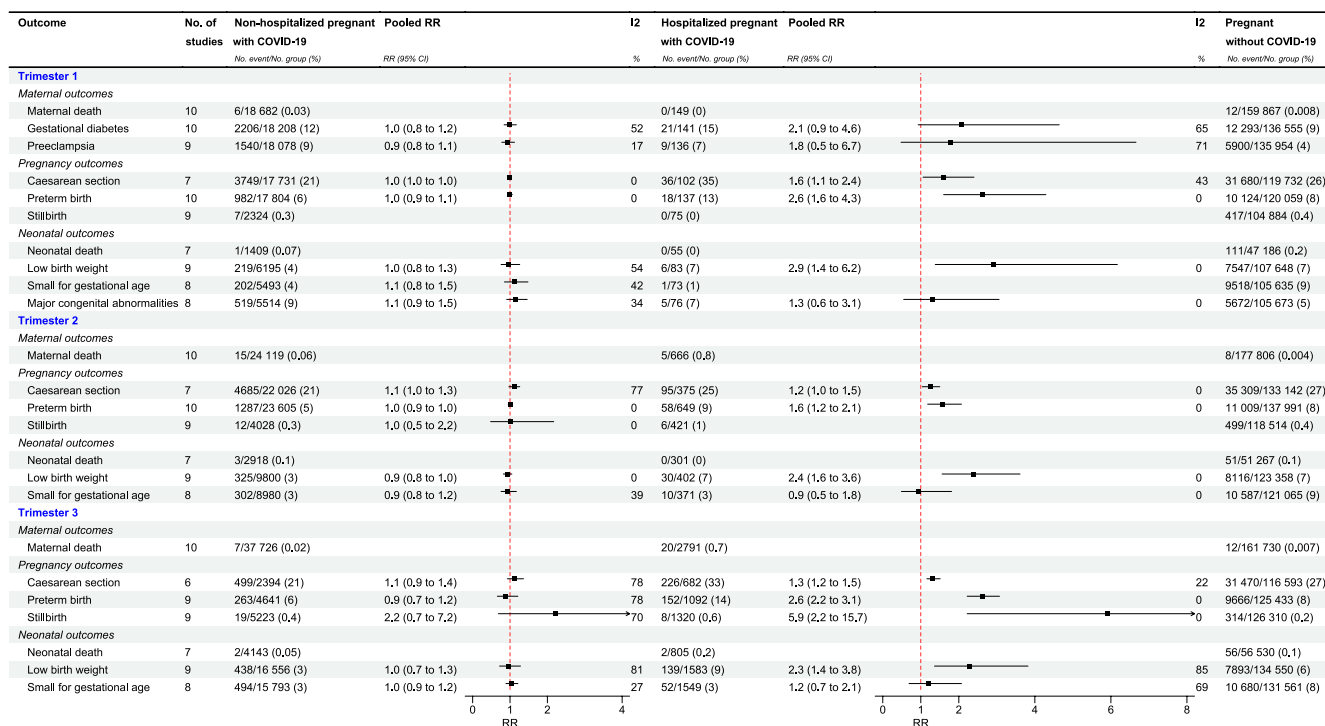 Outcome No. of Non-hospitalized pregnant Pooled RR I2 Hospitalized pregnant Pooled RR I2 Pregnant
studies with COVID-19 with COVID-19 without COVID-19
No. event/No. group (%) RR (95% CI) % No. event/No. group (%) RR (95% CI) % No. event/No. group (%)
Trimester 1
Maternal outcomes
Maternal death 10 6/18 682 (0.03) 0/149 (0) 12/159 867 (0.008)
Gestational diabetes 10 2206/18 208 (12) 1.0 (0.8 to 1.2) 52 21/141 (15) 2.1 (0.9 to 4.6) 65 12 293/136 555 (9)
Preeclampsia 9 1540/18 078 (9) 0.9 (0.8 to 1.1) 17 9/136 (7) 1.8 (0.5 to 6.7) 71 5900/135 954 (4)
Pregnancy outcomes
Caesarean section 7 3749/17 731 (21) 1.0 (1.0 to 1.0) 0 36/102 (35) 1.6 (1.1 to 2.4) 43 31 680/119 732 (26)
Preterm birth 10 982/17 804 (6) 1.0 (0.9 to 1.1) 0 18/137 (13) 2.6 (1.6 to 4.3) 0 10 124/120 059 (8)
Stillbirth 9 7/2324 (0.3) 0/75 (0) 417/104 884 (0.4)
Neonatal outcomes
Neonatal death 7 1/1409 (0.07) 0/55 (0) 111/47 186 (0.2)
Low birth weight 9 219/6195 (4) 1.0 (0.8 to 1.3) 54 6/83 (7) 2.9 (1.4 to 6.2) 0 7547/107 648 (7)
Small for gestational age 8 202/5493 (4) 1.1 (0.8 to 1.5) 42 1/73 (1) 9518/105 635 (9)
Major congenital abnormalities 8 519/5514 (9) 1.1 (0.9 to 1.5) 34 5/76 (7) 1.3 (0.6 to 3.1) 0 5672/105 673 (5)
Trimester 2
Maternal outcomes
Maternal death 10 15/24 119 (0.06) 5/666 (0.8) 8/177 806 (0.004)
Pregnancy outcomes
Caesarean section 7 4685/22 026 (21) 1.1 (1.0 to 1.3) 77 95/375 (25) 1.2 (1.0 to 1.5) 0 35 309/133 142 (27)
Preterm birth 10 1287/23 605 (5) 1.0 (0.9 to 1.0) 0 58/649 (9) 1.6 (1.2 to 2.1) 0 11 009/137 991 (8)
Stillbirth 9 12/4028 (0.3) 1.0 (0.5 to 2.2) 0 6/421 (1) 499/118 514 (0.4)
Neonatal outcomes
Neonatal death 7 3/2918 (0.1) 0/301 (0) 51/51 267 (0.1)
Low birth weight 9 325/9800 (3) 0.9 (0.8 to 1.0) 0 30/402 (7) 2.4 (1.6 to 3.6) 0 8116/123 358 (7)
Small for gestational age 8 302/8980 (3) 0.9 (0.8 to 1.2) 39 10/371 (3) 0.9 (0.5 to 1.8) 0 10 587/121 065 (9)
Trimester 3
Maternal outcomes
Maternal death 10 7/37 726 (0.02) 20/2791 (0.7) 12/161 730 (0.007)
Pregnancy outcomes
Caesarean section 6 499/2394 (21) 1.1 (0.9 to 1.4) 78 226/682 (33) 1.3 (1.2 to 1.5) 22 31 470/116 593 (27)
Preterm birth 9 263/4641 (6) 0.9 (0.7 to 1.2) 78 152/1092 (14) 2.6 (2.2 to 3.1) 0 9666/125 433 (8)
Stillbirth 9 19/5223 (0.4) 2.2 (0.7 to 7.2) 70 8/1320 (0.6) 5.9 (2.2 to 15.7) 0 314/126 310 (0.2)
Neonatal outcomes
Neonatal death 7 2/4143 (0.05) 2/805 (0.2) 56/56 530 (0.1)
Low birth weight 9 438/16 556 (3) 1.0 (0.7 to 1.3) 81 139/1583 (9) 2.3 (1.4 to 3.8) 85 7893/134 550 (6)
Small for gestational age 8 494/15 793 (3) 1.0 (0.9 to 1.2) 27 52/1549 (3) 1.2 (0.7 to 2.1) 69 10 680/131 561 (8)
0 1 2 4 0 1 2 4 6 8
RR RR